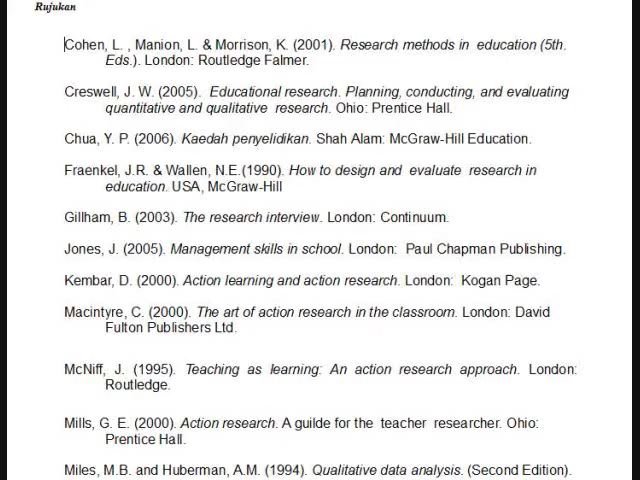 Rujukan
Cohen, L. , Manion, L. & Morrison, K. (2001). Research methods in education (5th.
Eds.). London: Routledge Falmer.
Creswell, J. W. (2005). Educational research. Planning, conducting, and evaluating
quantitative and qualitative research. Ohio: Prentice Hall.
Chua, Y. P. (2006). Kaedah penyelidikan. Shah Alam: McGraw-Hill Education.
Fraenkel, J.R. & Wallen, N.E.(1990). How to design and evaluate research in
education. USA, McGraw-Hill
Gillham, B. (2003). The research interview. London: Continuum.
Jones, J. (2005). Management skills in school. London: Paul Chapman Publishing.
Kembar, D. (2000). Action learning and action research. London: Kogan Page.
Macintyre, C. (2000). The art of action research in the classroom. London: David
Fulton Publishers Ltd.
McNiff, J. (1995). Teaching as learning: An action research approach. London:
Routledge.
Mills, G. E. (2000). Action research. A guilde for the teacher researcher. Ohio:
Prentice Hall.
Miles, M.B. and Huberman, A.M. (1994). Qualitative data analysis. (Second Edition).